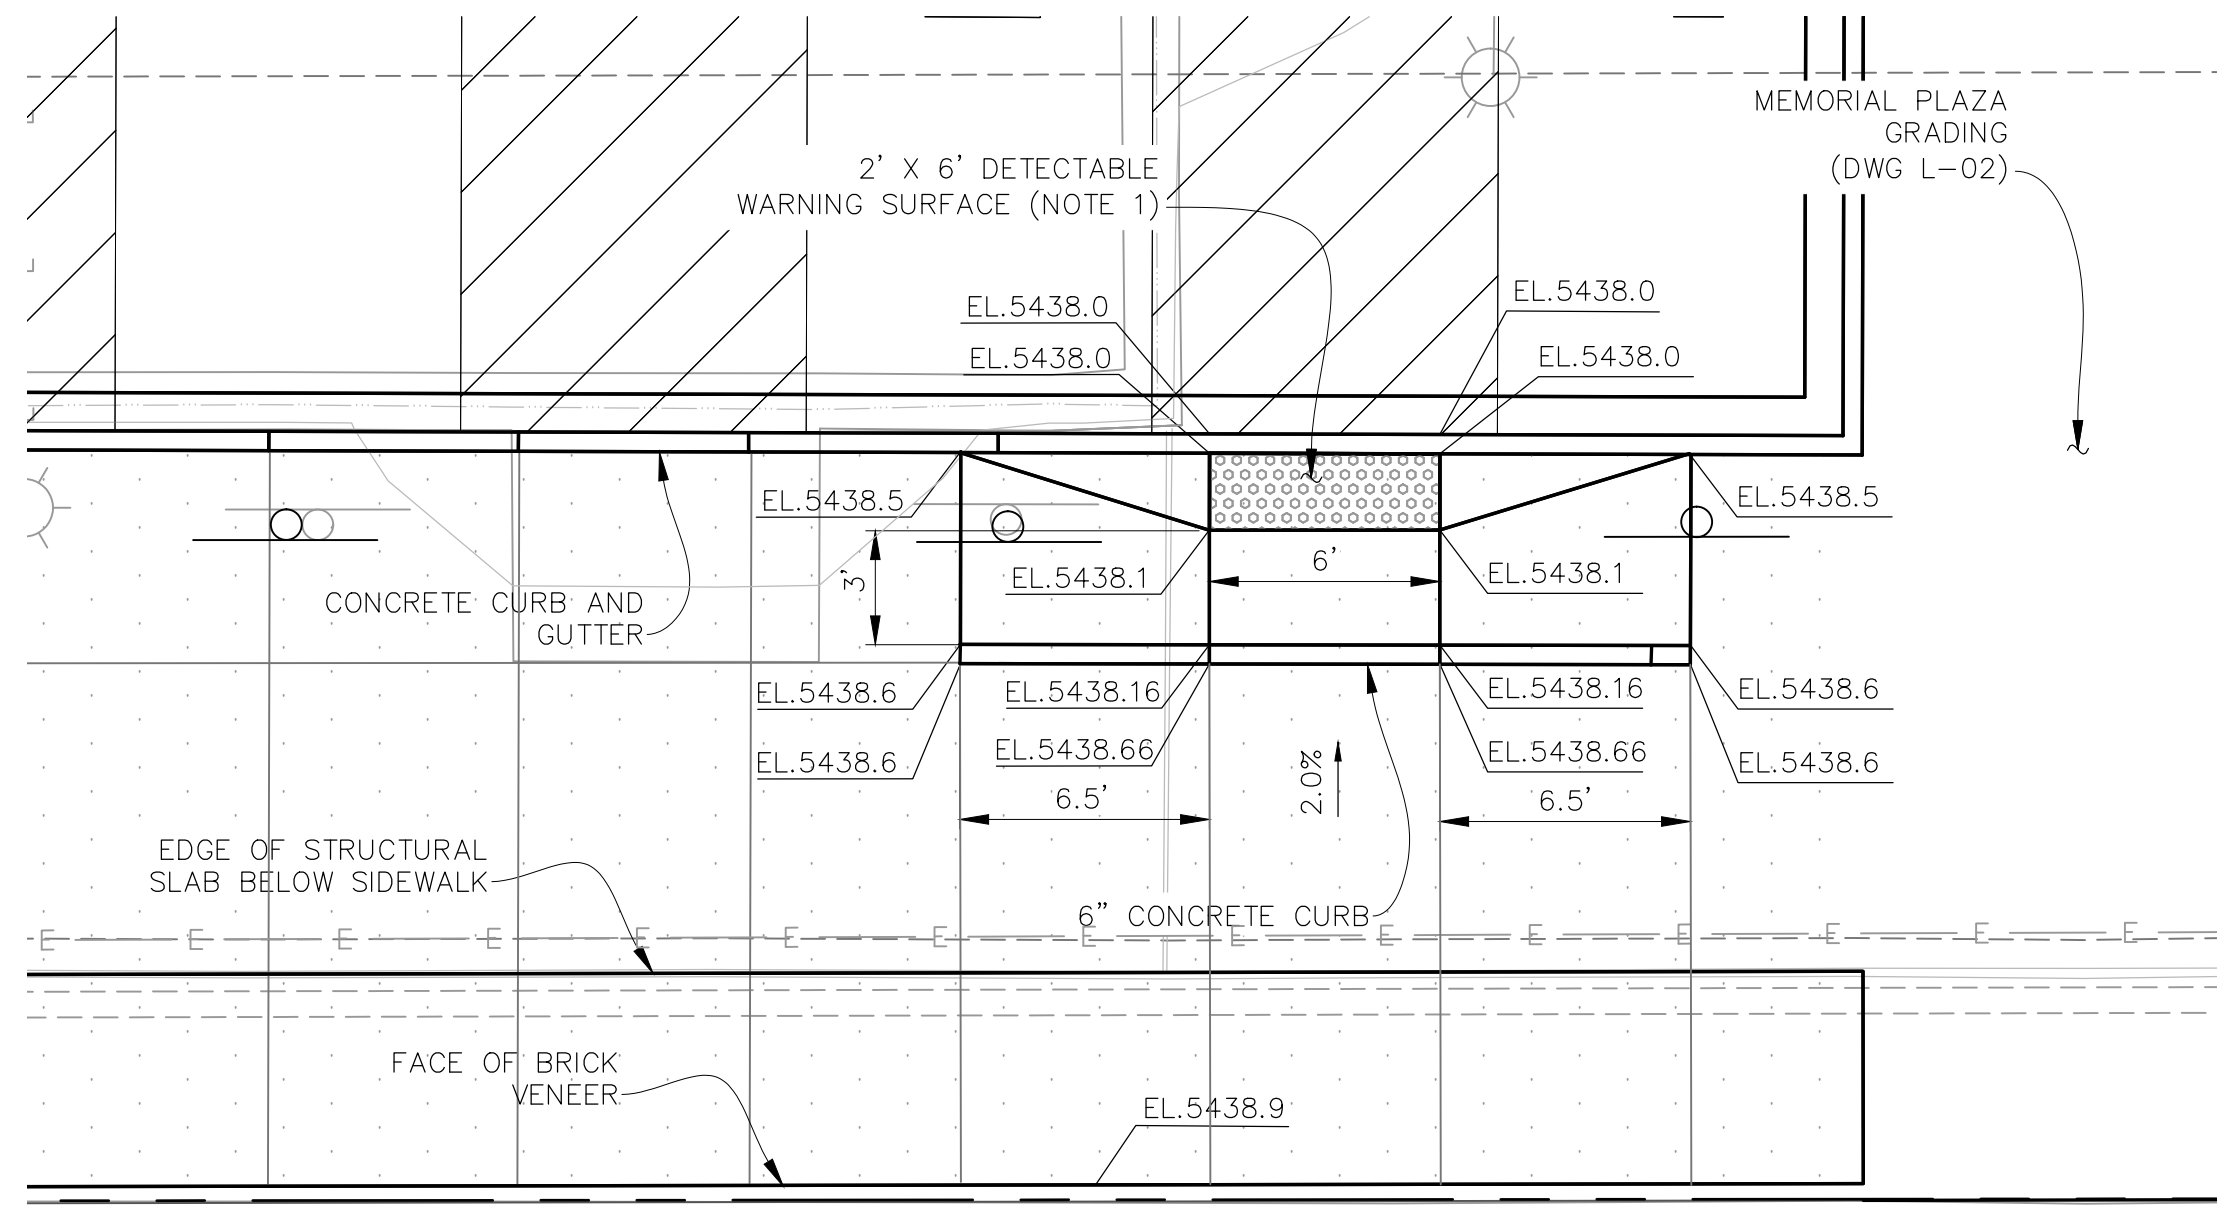 MEMORIAL PLAZA
GRADING
(DWG L-02)
2' X 6' DETECTABLE
WARNING SURFACE (NOTE 1)
EL.5438.0
EL.5438.0
EL.5438.0
EL.5438.0
EL.5438.5
EL.5438.5
EL.5438.1
6'
EL.5438.1
3'
CONCRETE CURB AND
GUTTER
EL.5438.6
EL.5438.16
EL.5438.16
EL.5438.6
EL.5438.6
EL.5438.66
EL.5438.66
EL.5438.6
2.0%
6.5'
6.5'
EDGE OF STRUCTURAL
SLAB BELOW SIDEWALK
6" CONCRETE CURB
E E E E E E E E E E E E E E E
FACE OF BRICK
VENEER
EL.5438.9